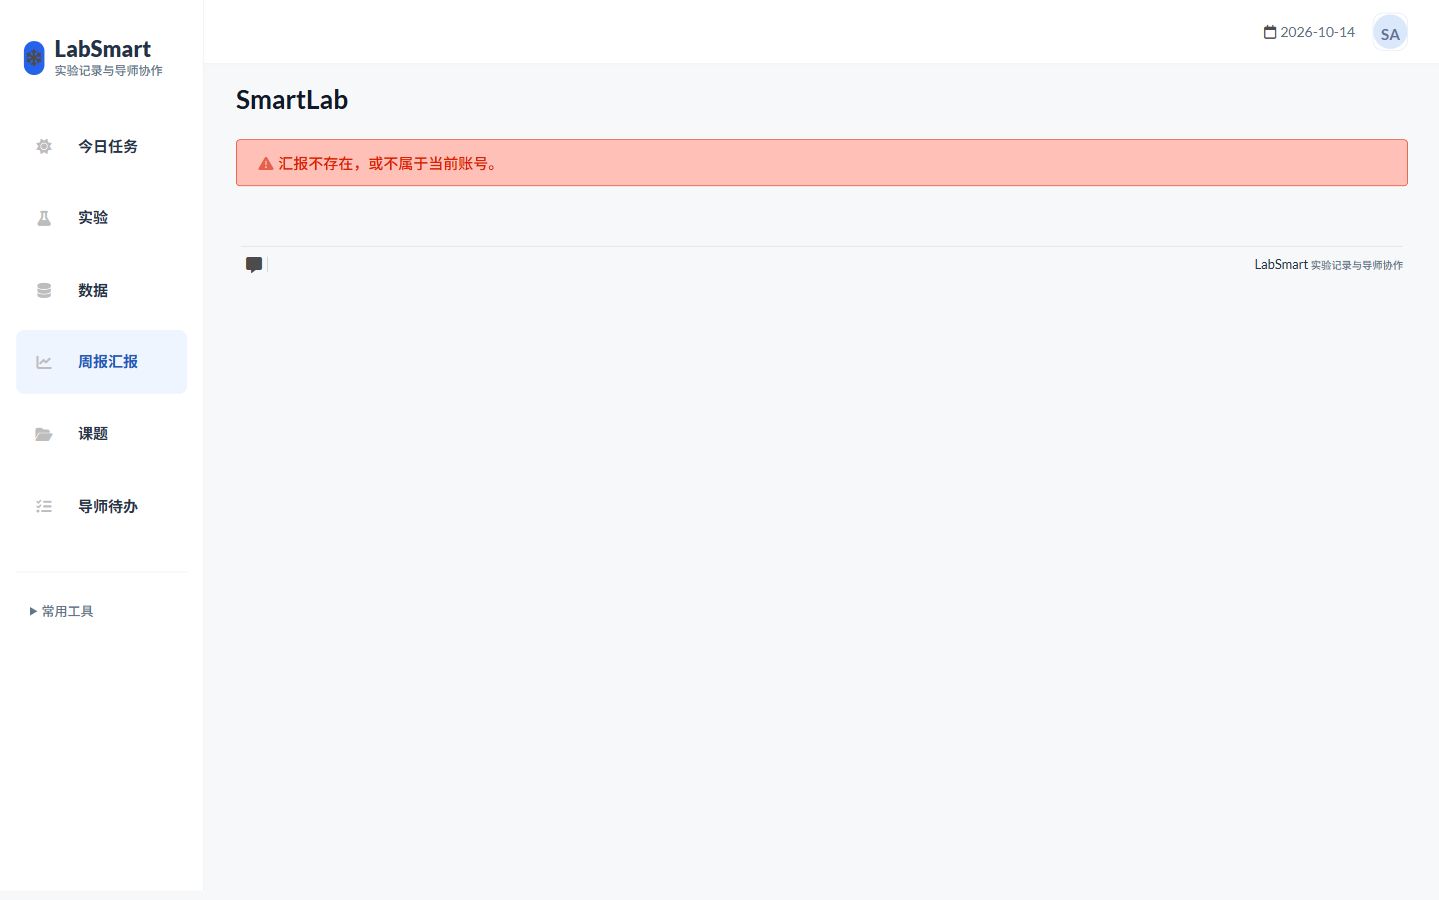 LabSmart
实验记录与导师协作
2026-10-14
SA
今日任务
实验
数据
周报汇报
课题
导师待办
常用工具
SmartLab
汇报不存在，或不属于当前账号。
LabSmart 实验记录与导师协作